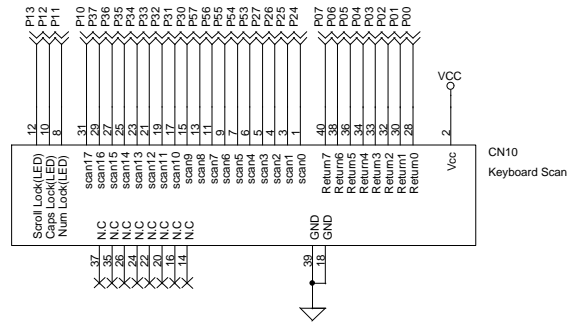 P13 P12 P11 P10 P37 P36 P35 P34 P33 P32 P31 P30 P57 P56 P55 P54 P53 P27 P26 P25 P24 P07 P06 P05 P04 P03 P02 P01 P00
VCC
12 10 8 31 29 27 25 23 21 19 17 15 13 11 9 7 6 5 4 3 1 40 38 36 34 33 32 30 28 2
CN10
Keyboard Scan
Scroll Lock(LED)
Caps Lock(LED)
Num Lock(LED)
scan17
scan16
scan15
scan14
scan13
scan12
scan11
scan10
scan9
scan8
scan7
scan6
scan5
scan4
scan3
scan2
scan1
scan0
Return7
Return6
Return5
Return4
Return3
Return2
Return1
Return0
Vcc
N.C N.C N.C N.C N.C N.C N.C N.C
GND
GND
37 35 26 24 22 20 16 14 39 18